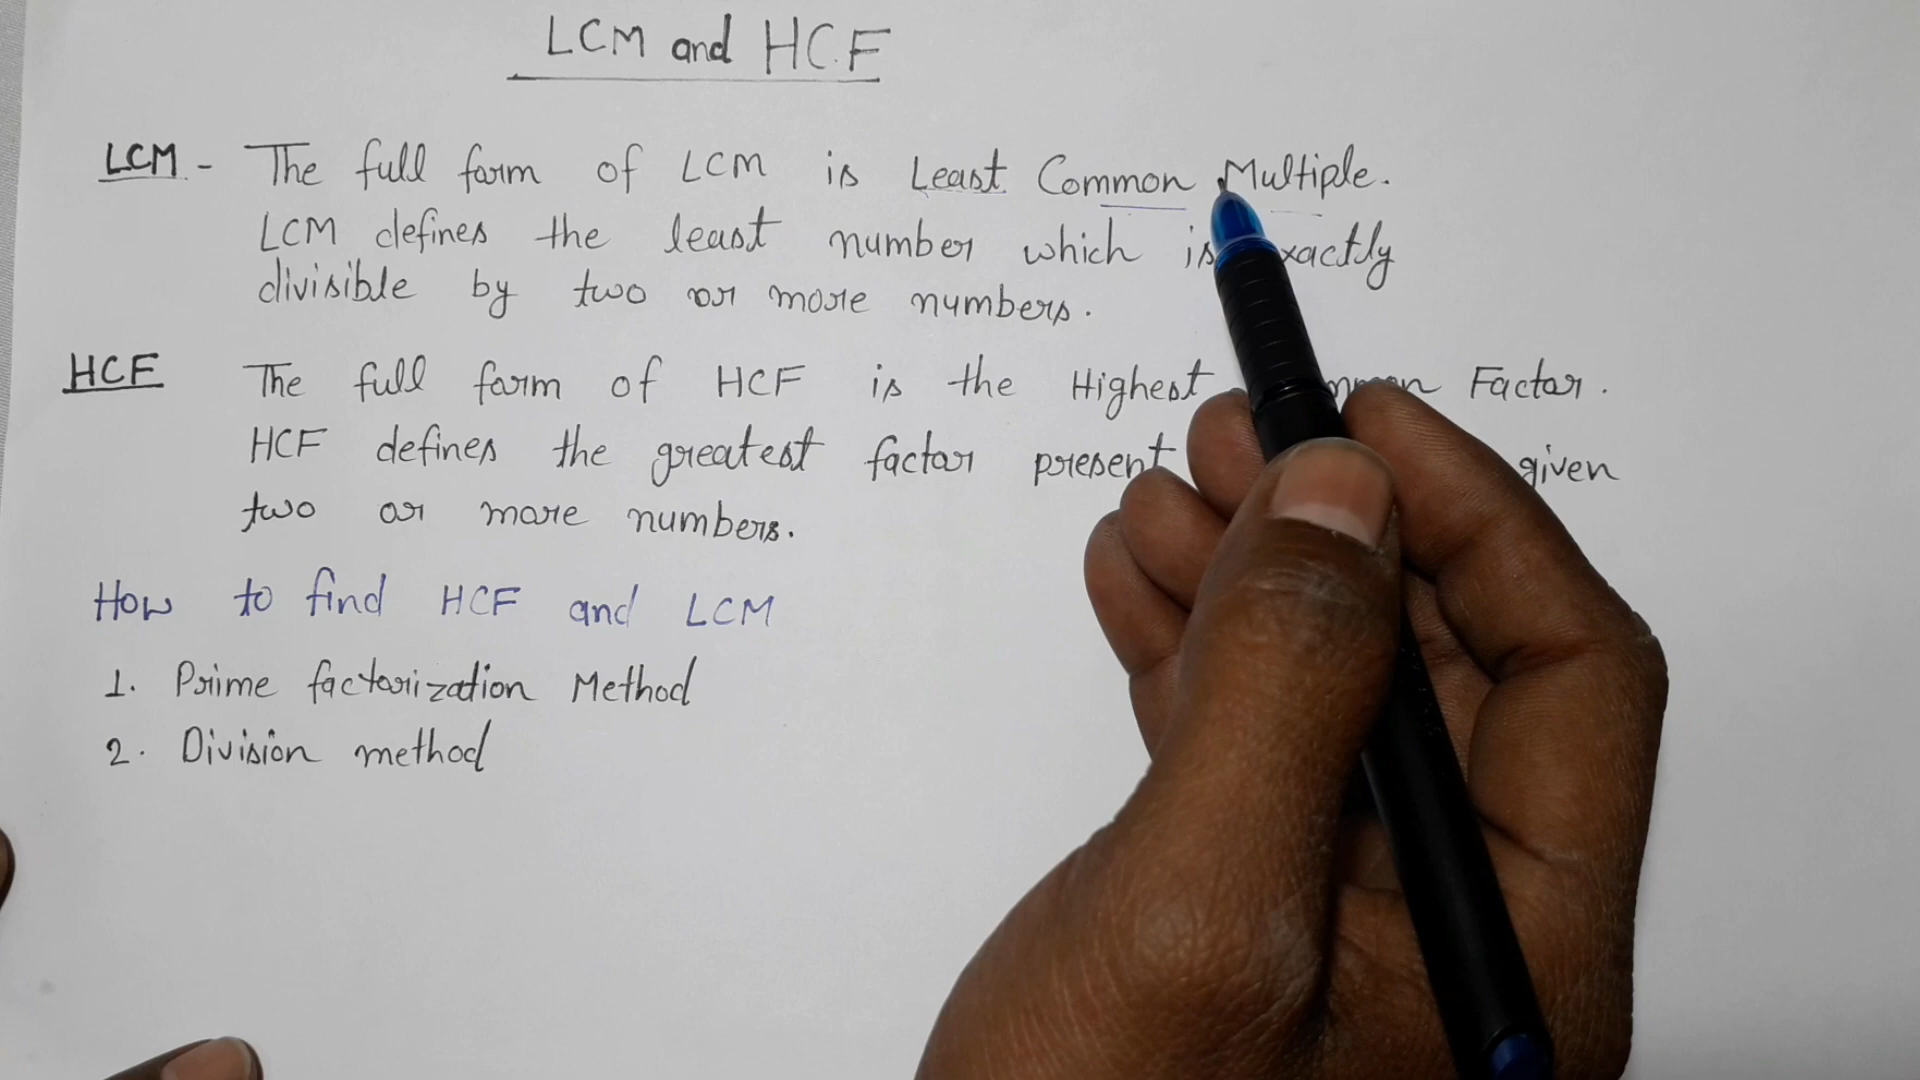 LCM and HCF
LCM - The full form of LCM is Least Common Multiple.
LCM defines the least number which is exactly
divisible by two or more numbers.
HCF The full form of HCF is the Highest Common Factor.
HCF defines the greatest factor present given
two or more numbers.
How to find HCF and LCM
1. Prime factorization Method
2. Division method